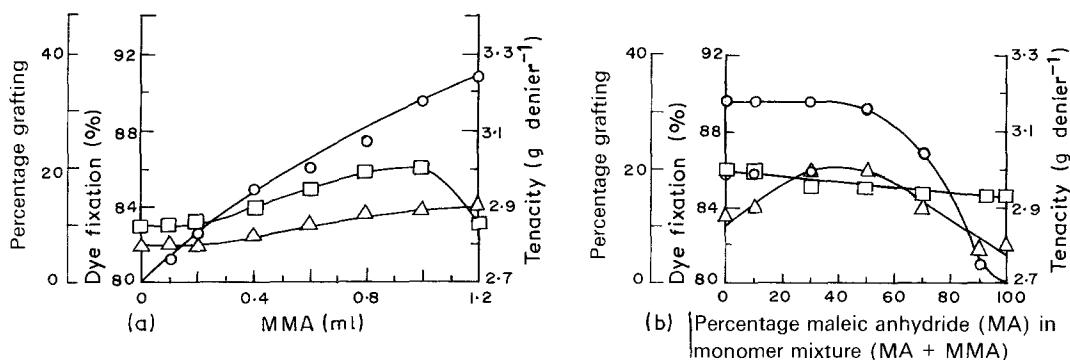 Percentage grafting
40
20
0
Dye fixation (%)
92
88
84
80
Tenacity (g denier⁻¹)
3·3
3·1
2·9
2·7
0
0·4
0·8
1·2
(a)
MMA (ml)
Percentage grafting
40
20
0
Dye fixation (%)
92
88
84
80
Tenacity (g denier⁻¹)
3·3
3·1
2·9
2·7
0
20
40
60
80
100
(b)
Percentage maleic anhydride (MA) in
monomer mixture (MA + MMA)